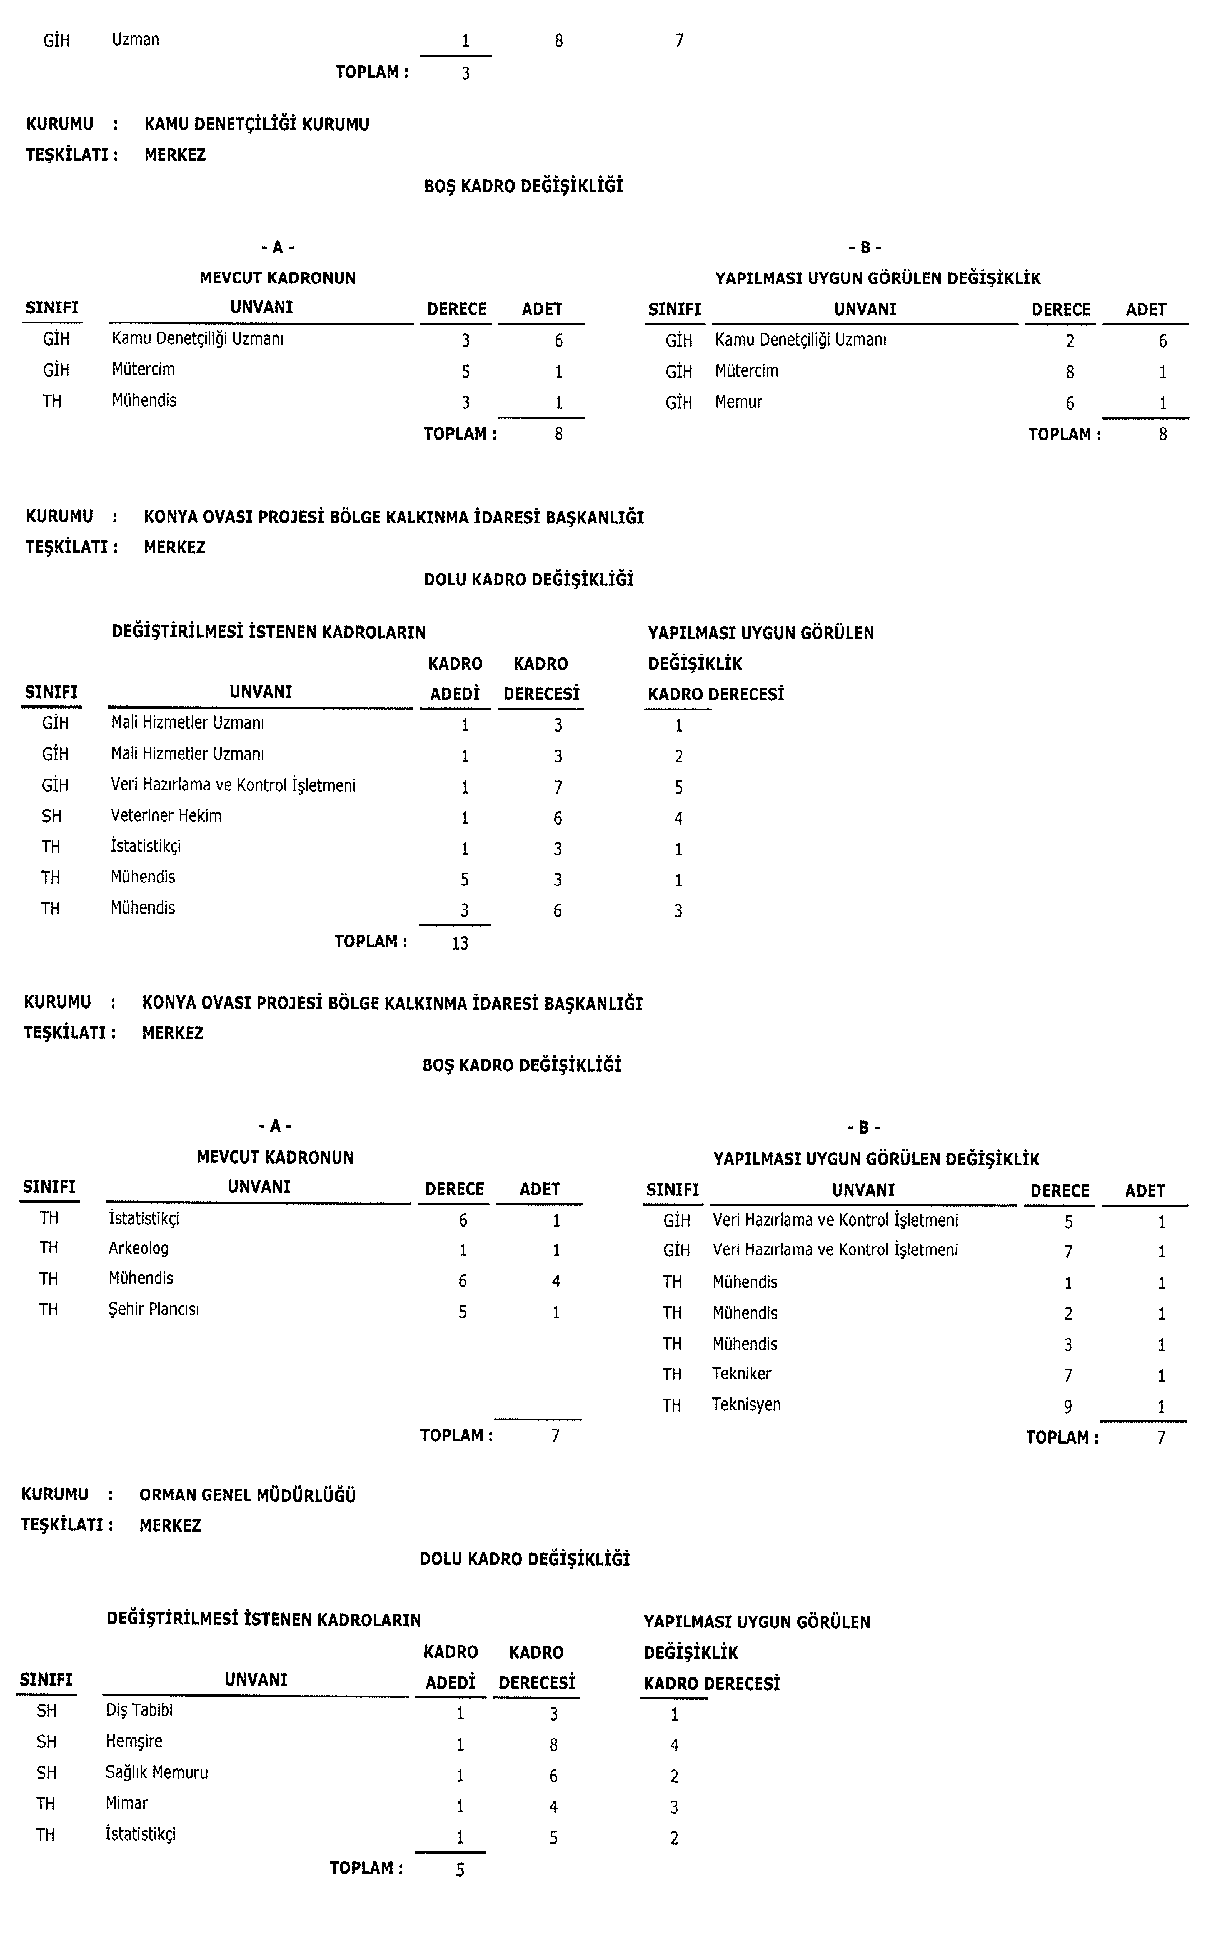 GİH Uzman 1 8 7
TOPLAM : 3
KURUMU : KAMU DENETÇİLİĞİ KURUMU
TEŞKİLATI : MERKEZ
BOŞ KADRO DEĞİŞİKLİĞİ
- A - - B -
MEVCUT KADRONUN YAPILMASI UYGUN GÖRÜLEN DEĞİŞİKLİK
SINIFI UNVANI DERECE ADET SINIFI UNVANI DERECE ADET
GİH Kamu Denetçiliği Uzmanı 3 6 GİH Kamu Denetçiliği Uzmanı 2 6
GİH Mütercim 5 1 GİH Mütercim 8 1
TH Mühendis 3 1 GİH Memur 6 1
TOPLAM : 8 TOPLAM : 8
KURUMU : KONYA OVASI PROJESİ BÖLGE KALKINMA İDARESİ BAŞKANLIĞI
TEŞKİLATI : MERKEZ
DOLU KADRO DEĞİŞİKLİĞİ
DEĞİŞTİRİLMESİ İSTENEN KADROLARIN YAPILMASI UYGUN GÖRÜLEN
KADRO KADRO DEĞİŞİKLİK
SINIFI UNVANI ADEDİ DERECESİ KADRO DERECESİ
GİH Mali Hizmetler Uzmanı 1 3 1
GİH Mali Hizmetler Uzmanı 1 3 2
GİH Veri Hazırlama ve Kontrol İşletmeni 1 7 5
SH Veteriner Hekim 1 6 4
TH İstatistikçi 1 3 1
TH Mühendis 5 3 1
TH Mühendis 3 6 3
TOPLAM : 13
KURUMU : KONYA OVASI PROJESİ BÖLGE KALKINMA İDARESİ BAŞKANLIĞI
TEŞKİLATI : MERKEZ
BOŞ KADRO DEĞİŞİKLİĞİ
- A - - B -
MEVCUT KADRONUN YAPILMASI UYGUN GÖRÜLEN DEĞİŞİKLİK
SINIFI UNVANI DERECE ADET SINIFI UNVANI DERECE ADET
TH İstatistikçi 6 1 GİH Veri Hazırlama ve Kontrol İşletmeni 5 1
TH Arkeolog 1 1 GİH Veri Hazırlama ve Kontrol İşletmeni 7 1
TH Mühendis 6 4 TH Mühendis 1 1
TH Şehir Plancısı 5 1 TH Mühendis 2 1
TH Mühendis 3 1
TH Tekniker 7 1
TH Teknisyen 9 1
TOPLAM : 7 TOPLAM : 7
KURUMU : ORMAN GENEL MÜDÜRLÜĞÜ
TEŞKİLATI : MERKEZ
DOLU KADRO DEĞİŞİKLİĞİ
DEĞİŞTİRİLMESİ İSTENEN KADROLARIN YAPILMASI UYGUN GÖRÜLEN
KADRO KADRO DEĞİŞİKLİK
SINIFI UNVANI ADEDİ DERECESİ KADRO DERECESİ
SH Diş Tabibi 1 3 1
SH Hemşire 1 8 4
SH Sağlık Memuru 1 6 2
TH Mimar 1 4 3
TH İstatistikçi 1 5 2
TOPLAM : 5